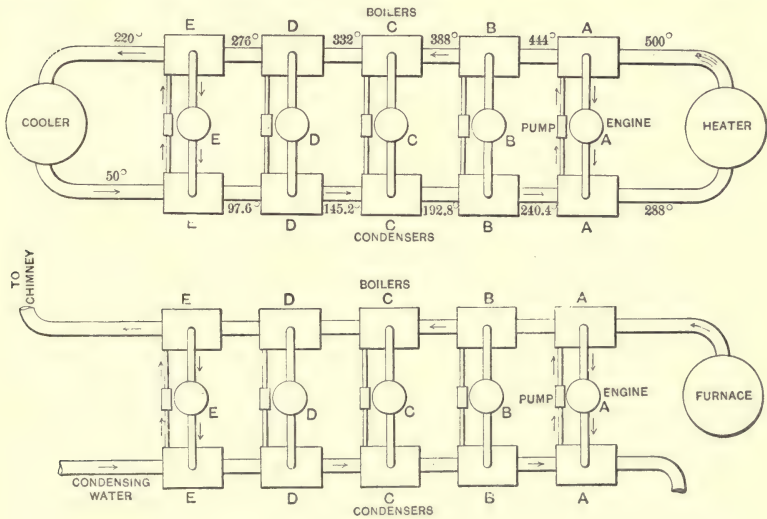 BOILERS
E D C B A
220° 276° 332° 388° 444° 500°
COOLER PUMP ENGINE HEATER
E D C B A
50°
97.6° 145.2° 192.8° 240.4° 288°
E D C B A
CONDENSERS
TO
CHIMNEY
BOILERS
E D C B A
PUMP ENGINE FURNACE
E D C B A
CONDENSING
WATER
E D C B A
CONDENSERS